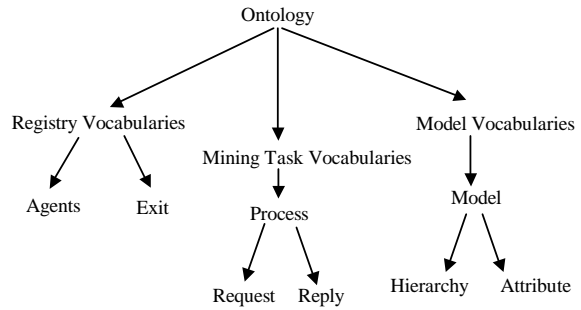 Ontology
Registry Vocabularies
Model Vocabularies
Mining Task Vocabularies
Agents
Exit
Process
Model
Request
Reply
Hierarchy
Attribute